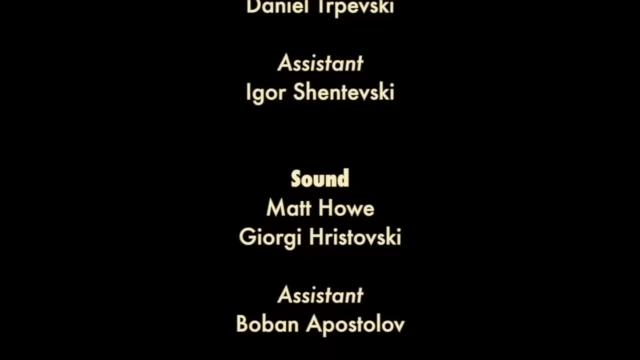 Daniel Trpevski
Assistant
Igor Shentevski
Sound
Matt Howe
Giorgi Hristovski
Assistant
Boban Apostolov